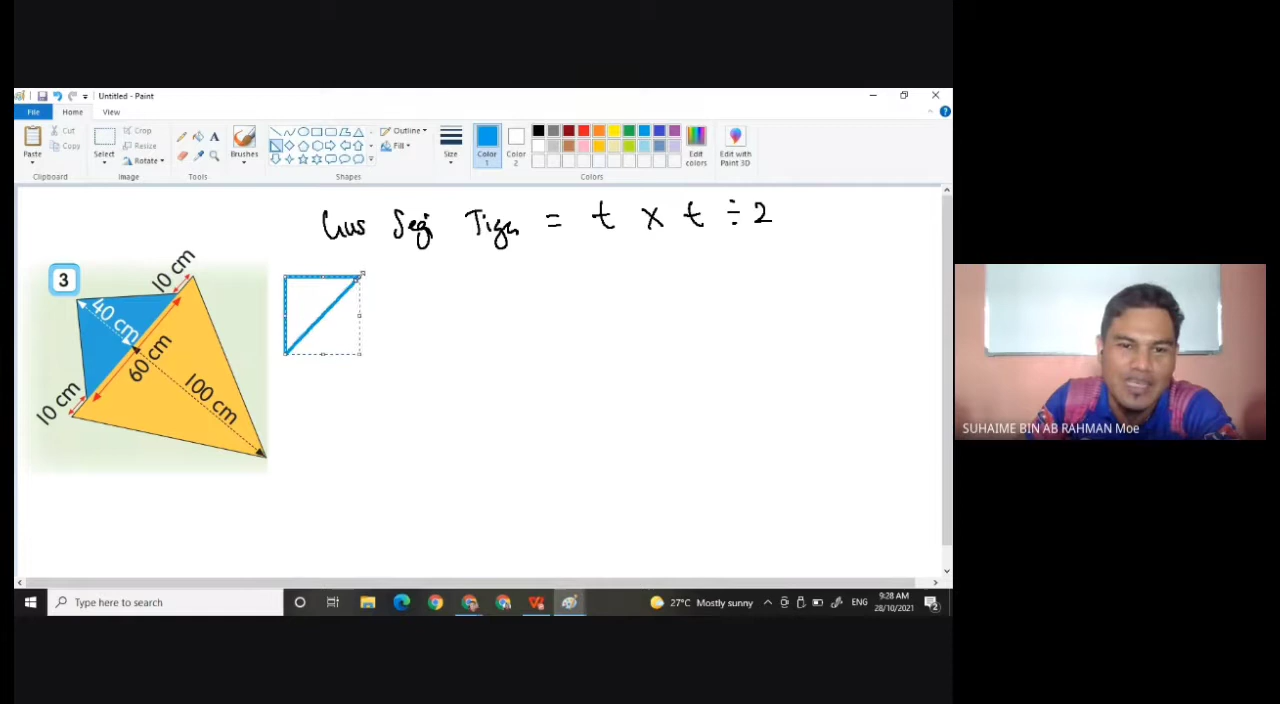 Untitled - Paint
File
Home
View
Paste
Cut
Copy
Select
Crop
Resize
Rotate
Brushes
Outline
Fill
Size
Color 1
Color 2
Edit colors
Edit with Paint 3D
Clipboard
Image
Tools
Shapes
Colors
Luas Segi Tiga = t x t ÷ 2
3
10 cm
40 cm
60 cm
100 cm
10 cm
SUHAIME BIN AB RAHMAN Moe
Type here to search
27°C Mostly sunny
ENG
9:28 AM
28/10/2021
2